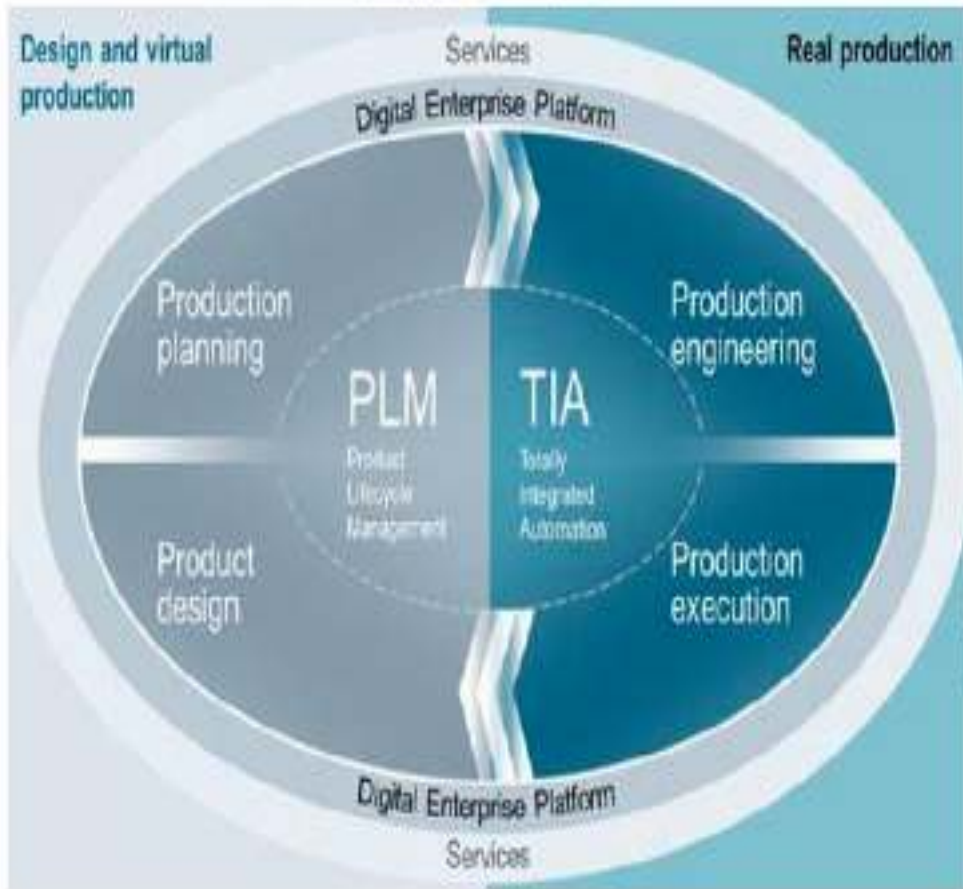 Services
Design and virtual
production
Real production
Digital Enterprise Platform
Production
planning
Production
engineering
PLM
Product
Lifecycle
Management
TIA
Totally
Integrated
Automation
Product
design
Production
execution
Digital Enterprise Platform
Services